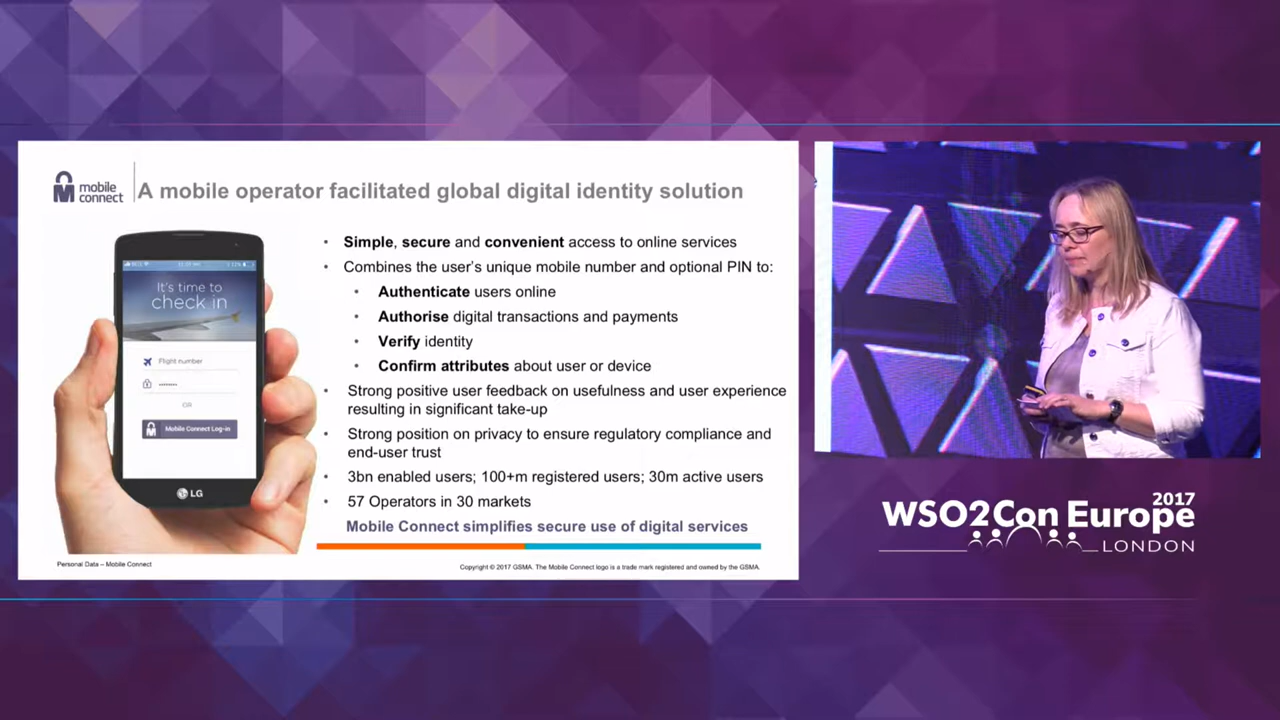 mobile
connect
A mobile operator facilitated global digital identity solution
It's time to
check in
Flight number
OR
Mobile Connect Log-in
LG
• Simple, secure and convenient access to online services
• Combines the user's unique mobile number and optional PIN to:
• Authenticate users online
• Authorise digital transactions and payments
• Verify identity
• Confirm attributes about user or device
• Strong positive user feedback on usefulness and user experience
resulting in significant take-up
• Strong position on privacy to ensure regulatory compliance and
end-user trust
• 3bn enabled users; 100+m registered users; 30m active users
• 57 Operators in 30 markets
Mobile Connect simplifies secure use of digital services
Personal Data – Mobile Connect
Copyright © 2017 GSMA. The Mobile Connect logo is a trade mark registered and owned by the GSMA.
2017
WSO2Con Europe
LONDON